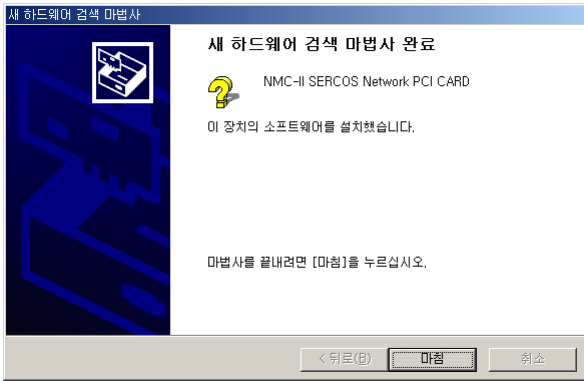 새 하드웨어 검색 마법사
새 하드웨어 검색 마법사 완료
NMC-II SERCOS Network PCI CARD
이 장치의 소프트웨어를 설치했습니다.
마법사를 끝내려면 [마침]을 누르십시오.
< 뒤로(B) 마침 취소